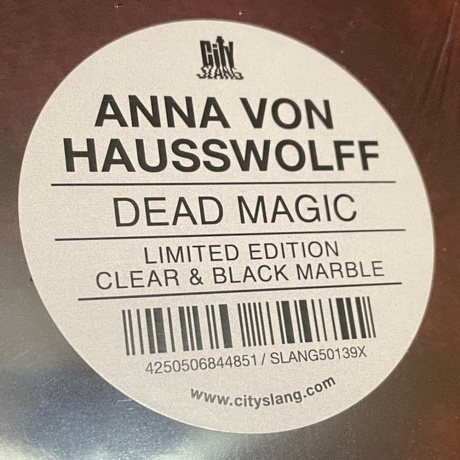 City
SLANG
ANNA VON
HAUSSWOLFF
DEAD MAGIC
LIMITED EDITION
CLEAR & BLACK MARBLE
4250506844851 / SLANG50139X
www.cityslang.com